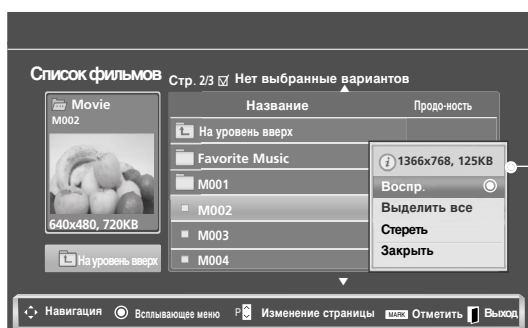 Список фильмов
Стр. 2/3 Нет выбранные вариантов
Movie
M002
640x480, 720KB
На уровень вверх
Название
Продо-ность
На уровень вверх
Favorite Music
M001
M002
M003
M004
1366x768, 125KB
Воспр.
Выделить все
Стереть
Закрыть
Навигация Всплывающее меню P Изменение страницы MARK Отметить Выход